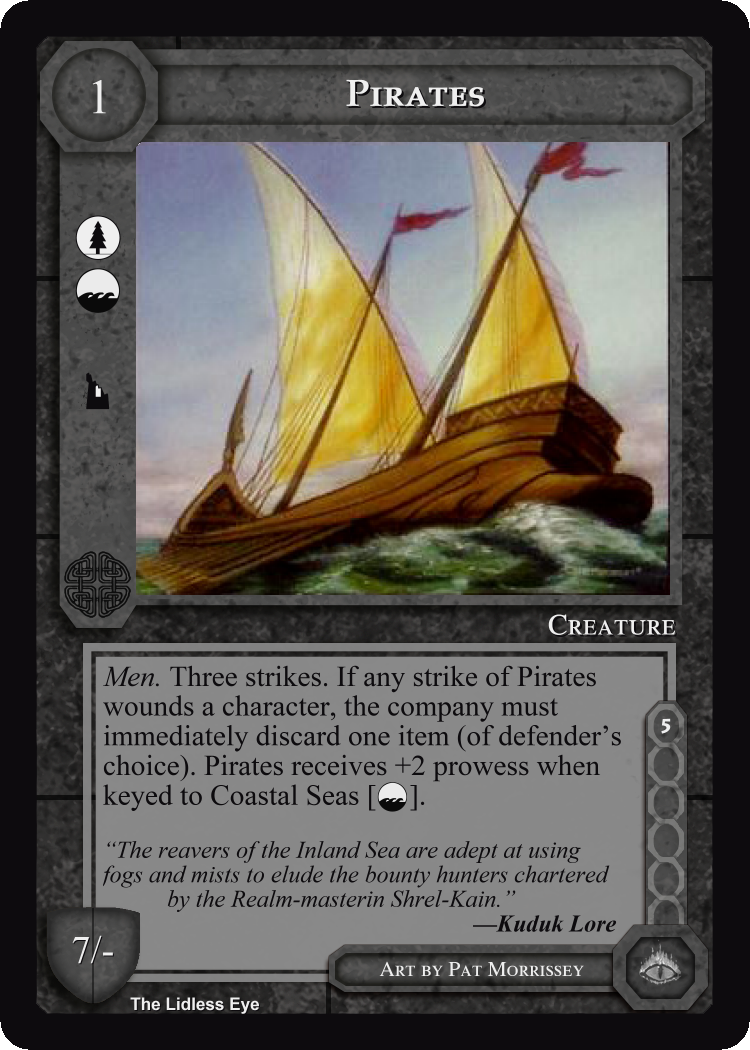 1
PIRATES
CREATURE
Men. Three strikes. If any strike of Pirates
wounds a character, the company must
immediately discard one item (of defender's
choice). Pirates receives +2 prowess when
keyed to Coastal Seas [ ].
5
“The reavers of the Inland Sea are adept at using
fogs and mists to elude the bounty hunters chartered
by the Realm-masterin Shrel-Kain.”
—Kuduk Lore
7/-
ART BY PAT MORRISSEY
The Lidless Eye